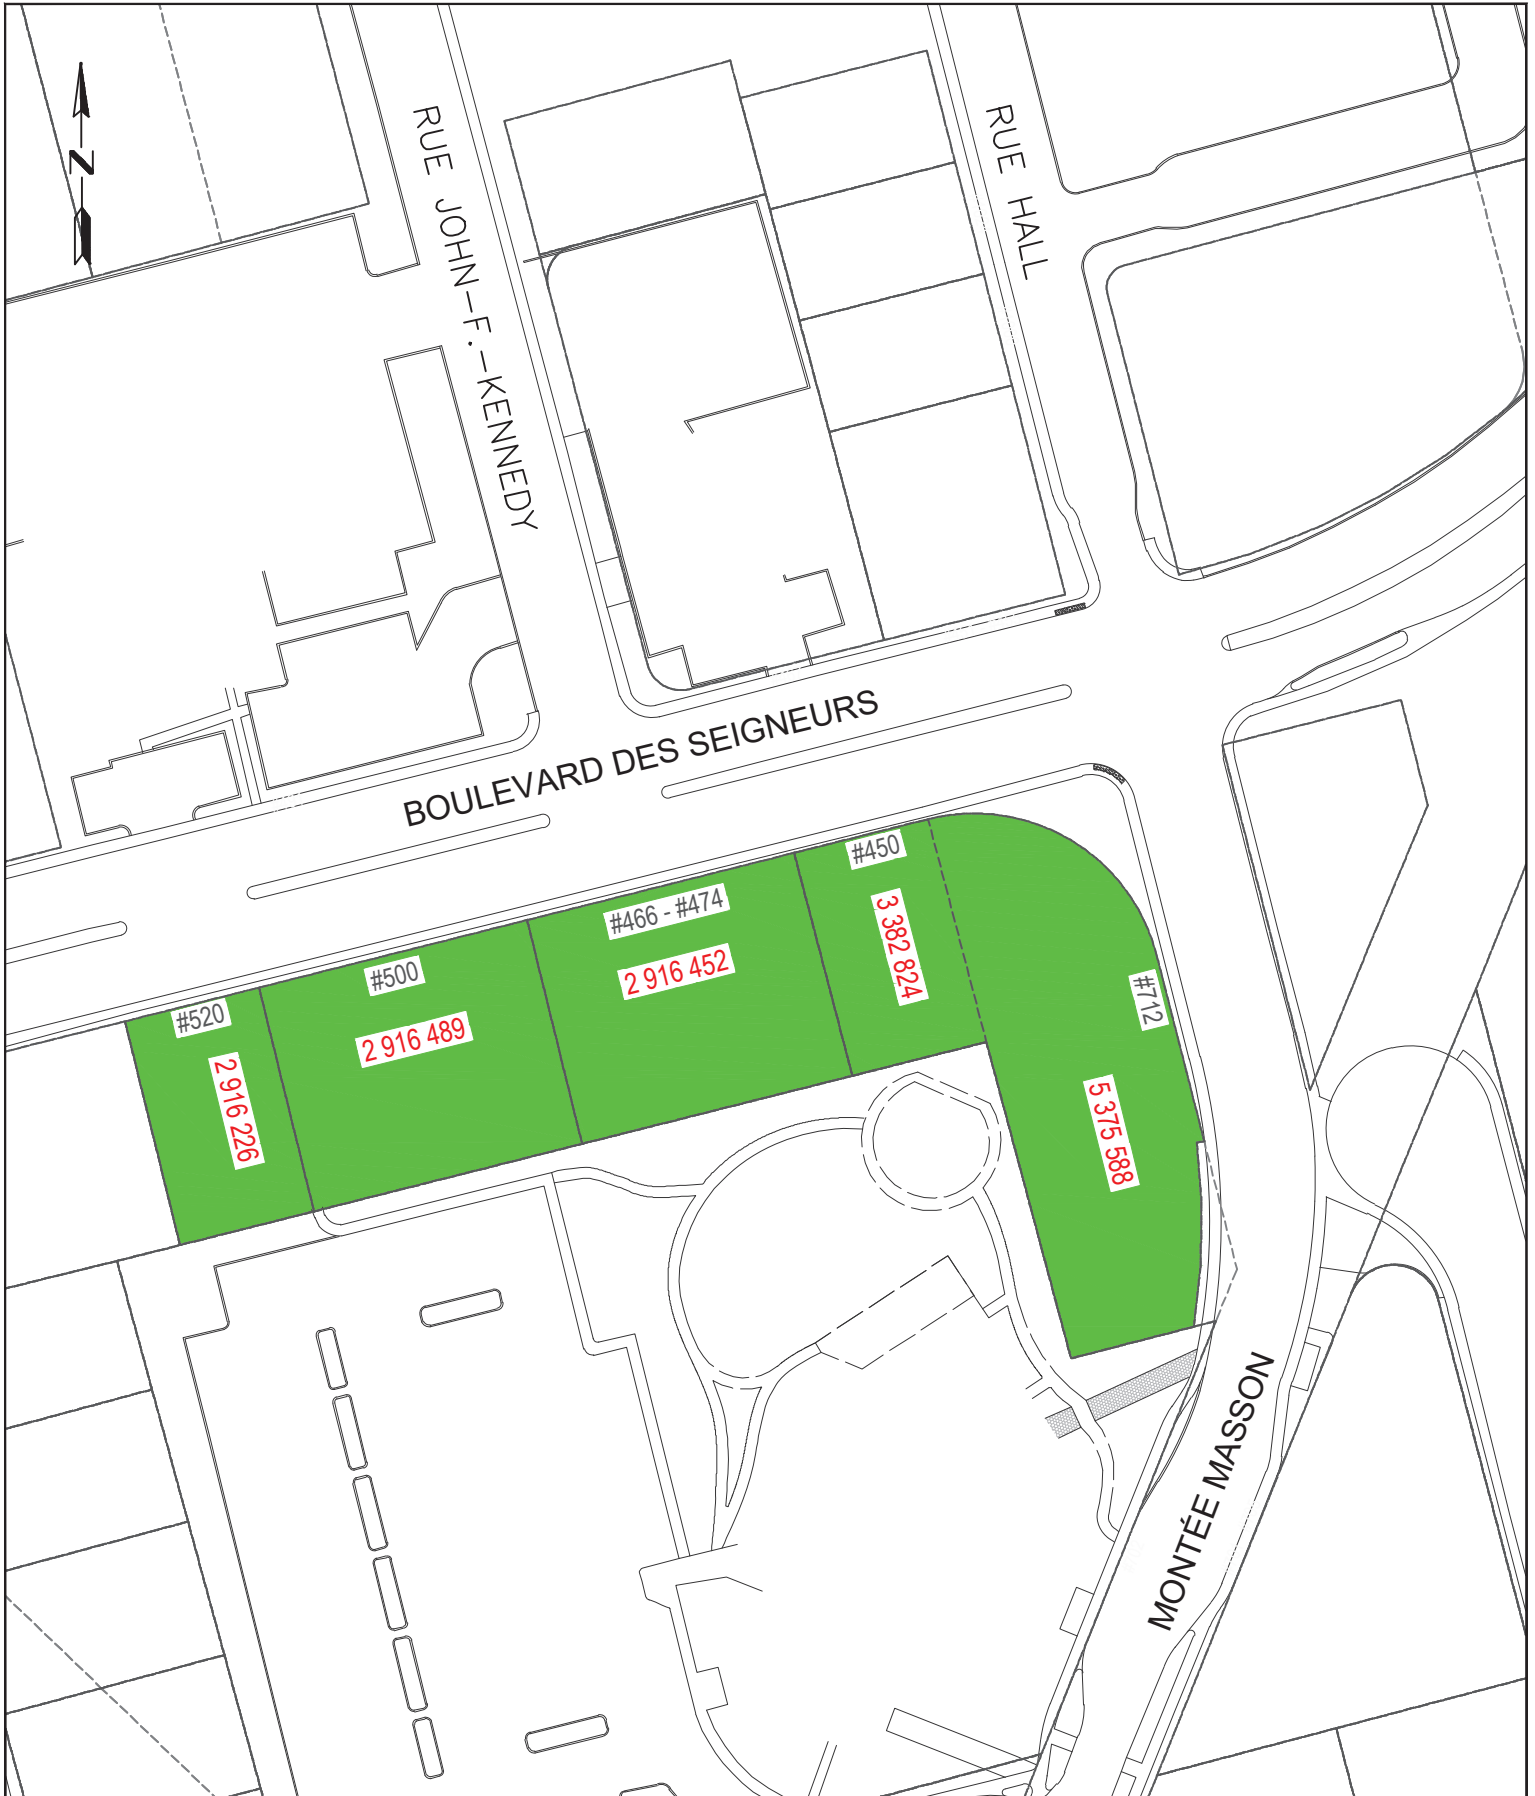 N
RUE JOHN-F.-KENNEDY
RUE HALL
BOULEVARD DES SEIGNEURS
#450
3 382 824
#466 - #474
2 916 452
#500
2 916 489
#520
2 916 226
#712
5 375 588
MONTÉE MASSON